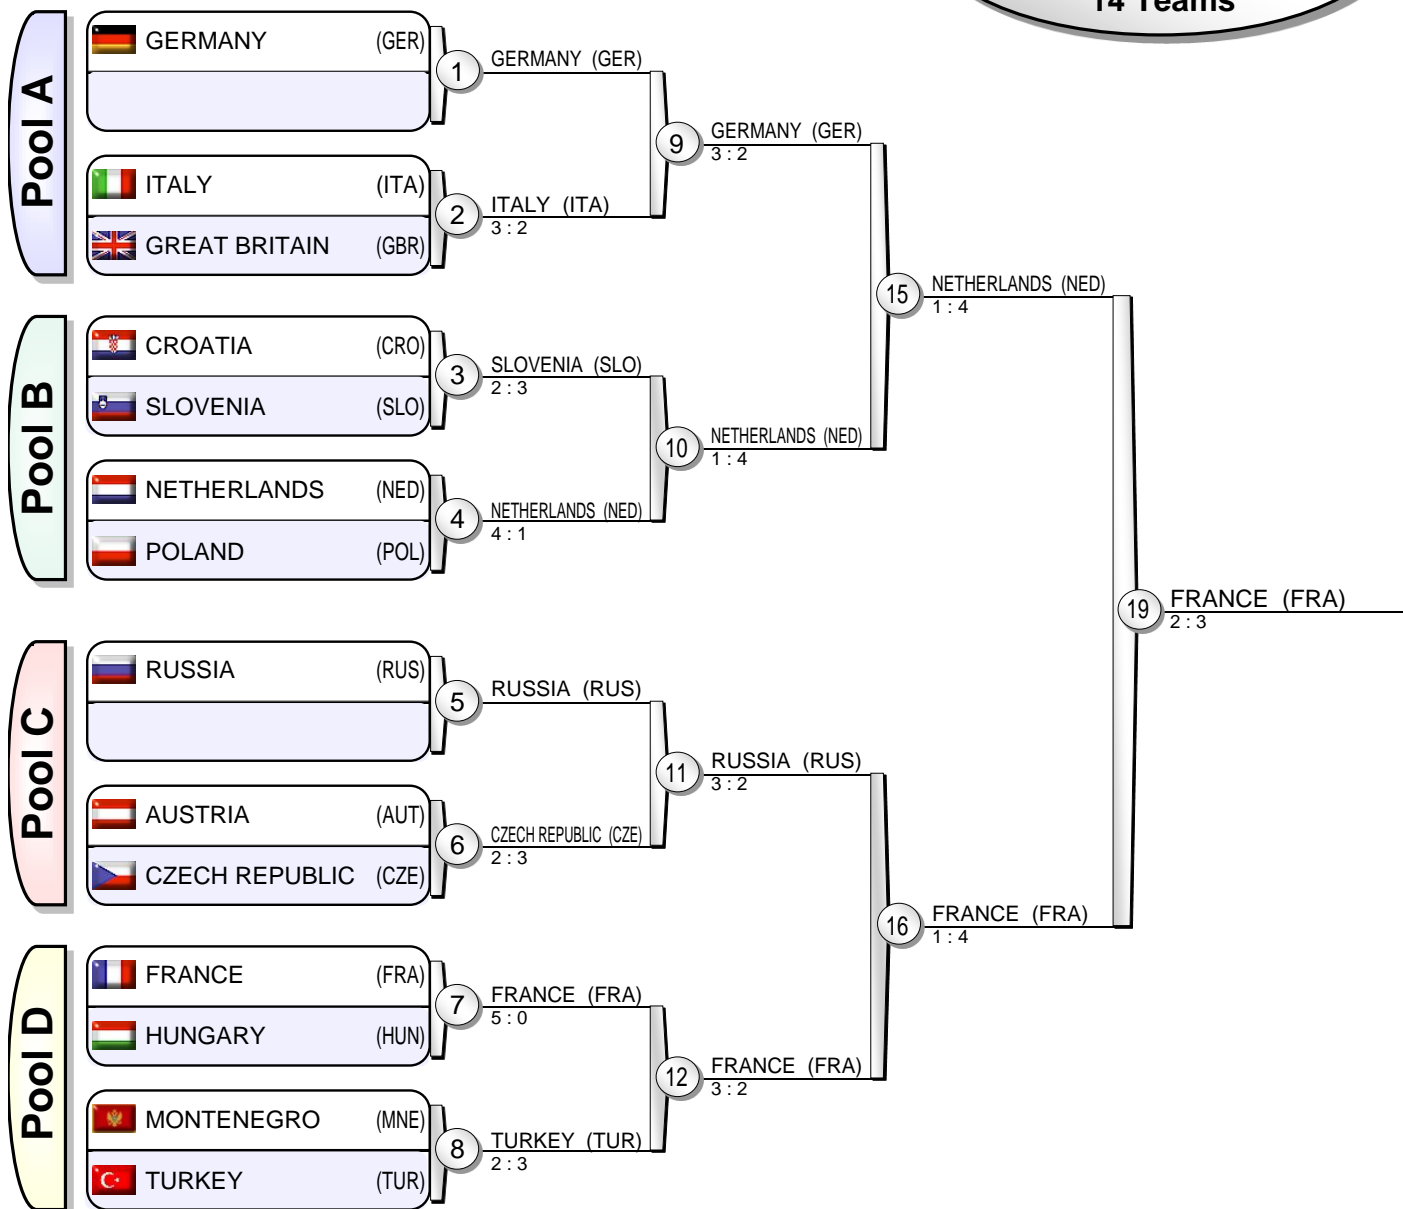 14 Teams
Pool A
GERMANY (GER)
1
GERMANY (GER)
ITALY (ITA)
GREAT BRITAIN (GBR)
2
ITALY (ITA)
3 : 2
9
GERMANY (GER)
3 : 2
Pool B
CROATIA (CRO)
SLOVENIA (SLO)
3
SLOVENIA (SLO)
2 : 3
NETHERLANDS (NED)
POLAND (POL)
4
NETHERLANDS (NED)
4 : 1
10
NETHERLANDS (NED)
1 : 4
15
NETHERLANDS (NED)
1 : 4
Pool C
RUSSIA (RUS)
5
RUSSIA (RUS)
AUSTRIA (AUT)
CZECH REPUBLIC (CZE)
6
CZECH REPUBLIC (CZE)
2 : 3
11
RUSSIA (RUS)
3 : 2
Pool D
FRANCE (FRA)
HUNGARY (HUN)
7
FRANCE (FRA)
5 : 0
MONTENEGRO (MNE)
TURKEY (TUR)
8
TURKEY (TUR)
2 : 3
12
FRANCE (FRA)
3 : 2
16
FRANCE (FRA)
1 : 4
19
FRANCE (FRA)
2 : 3